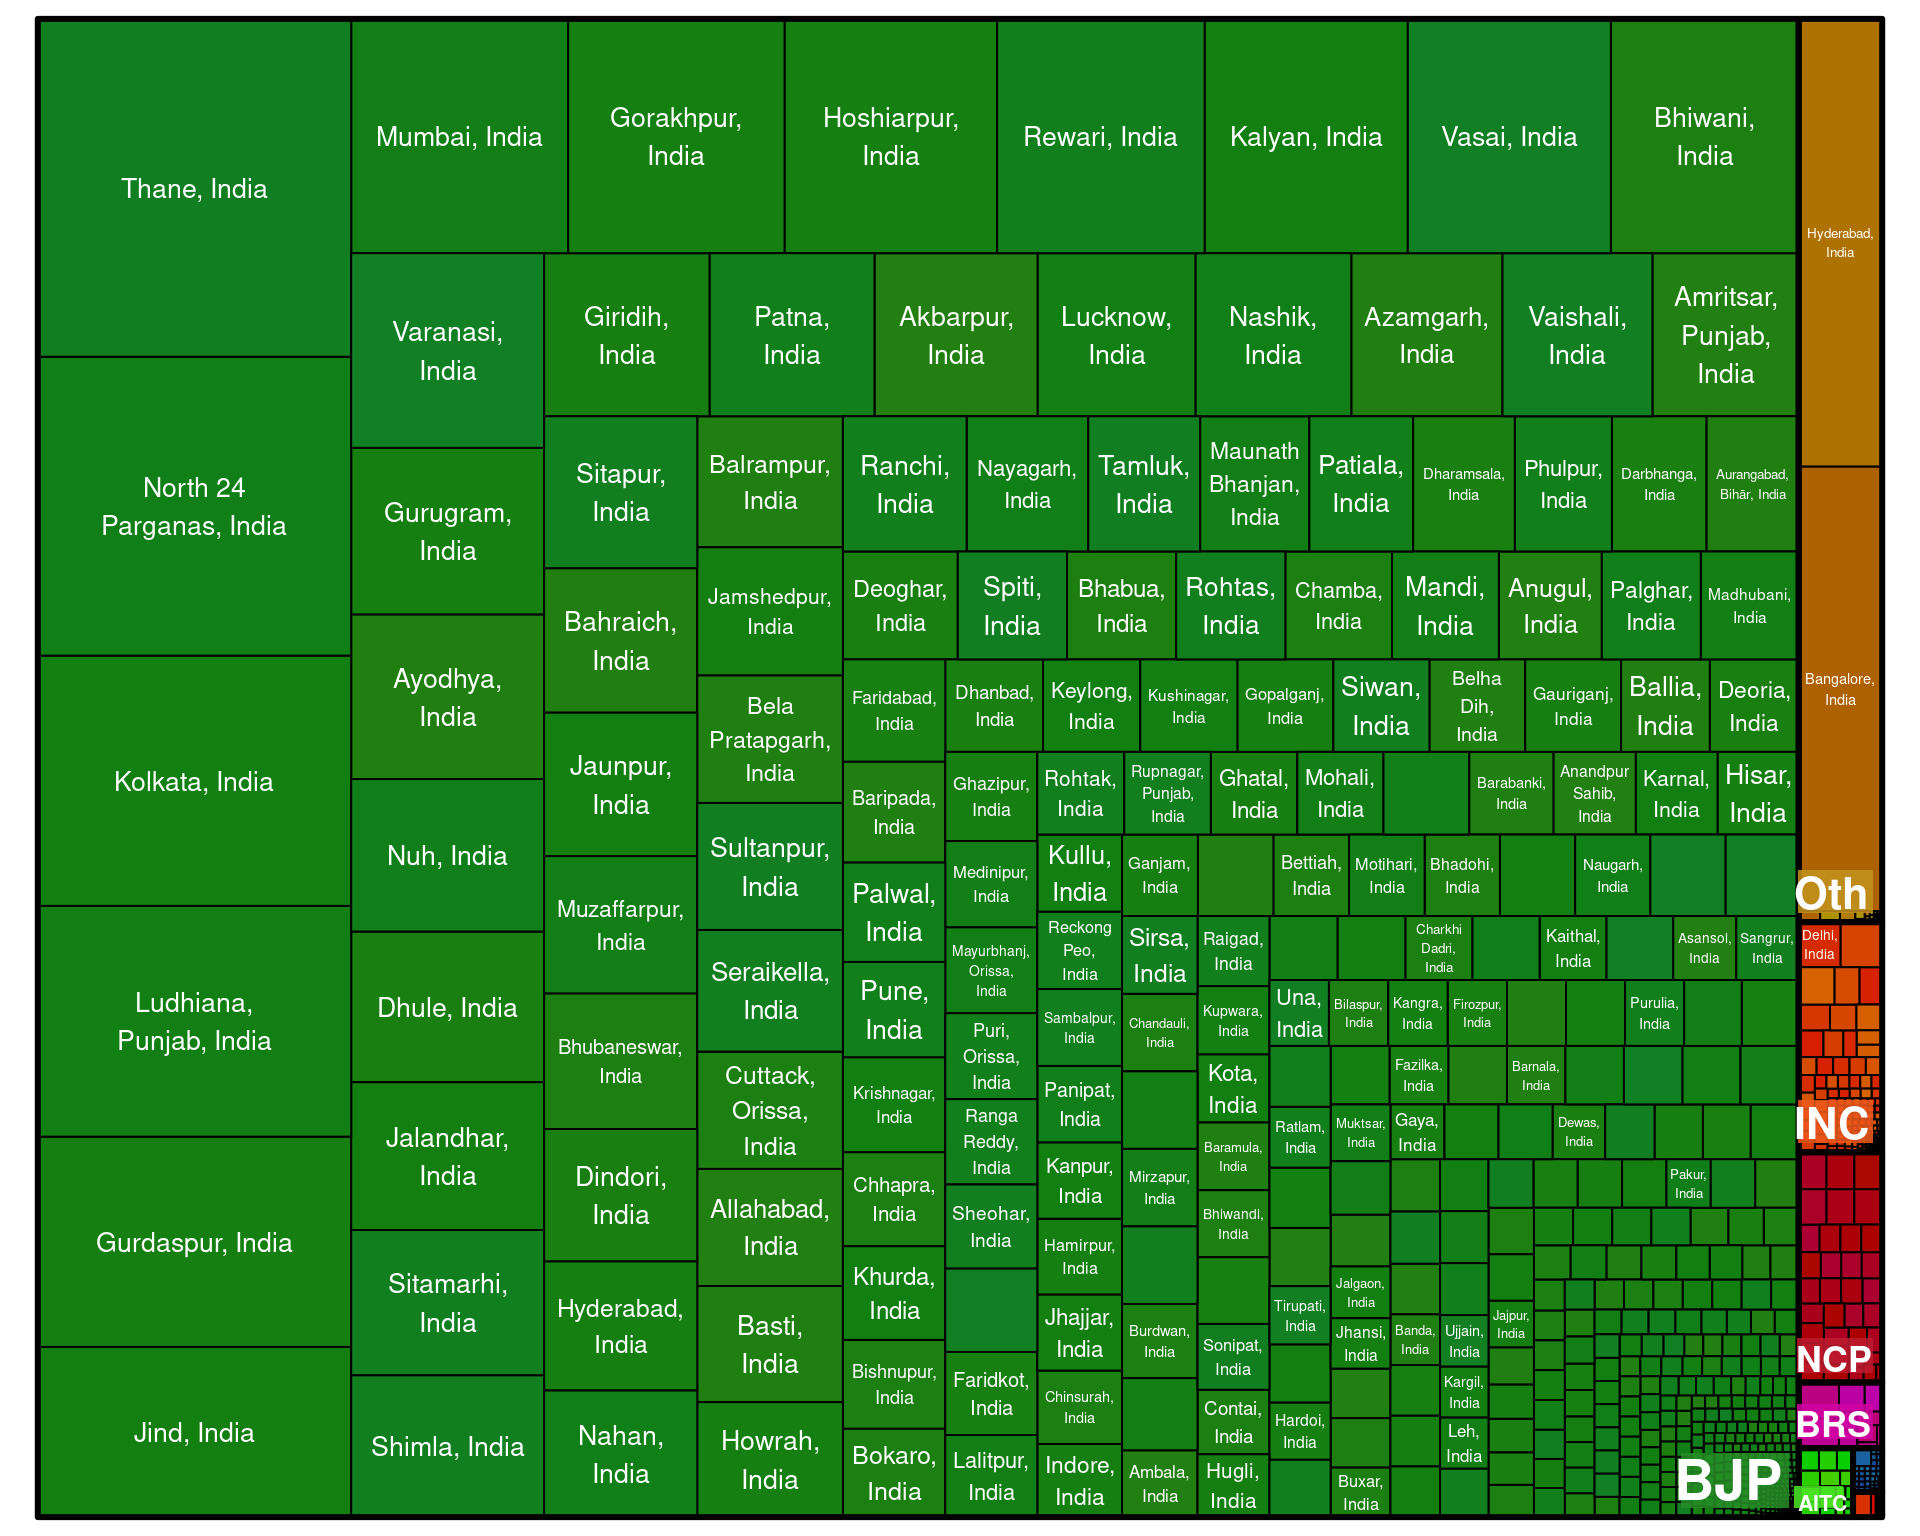 Thane, India
North 24
Parganas, India
Kolkata, India
Ludhiana,
Punjab, India
Gurdaspur, India
Jind, India
Mumbai, India
Gorakhpur,
India
Hoshiarpur,
India
Rewari, India
Kalyan, India
Vasai, India
Bhiwani,
India
Varanasi,
India
Gurugram,
India
Ayodhya,
India
Nuh, India
Dhule, India
Jalandhar,
India
Sitamarhi,
India
Shimla, India
Giridih,
India
Patna,
India
Akbarpur,
India
Lucknow,
India
Nashik,
India
Azamgarh,
India
Vaishali,
India
Amritsar,
Punjab,
India
Sitapur,
India
Bahraich,
India
Jaunpur,
India
Muzaffarpur,
India
Bhubaneswar,
India
Dindori,
India
Hyderabad,
India
Nahan,
India
Balrampur,
India
Jamshedpur,
India
Bela
Pratapgarh,
India
Sultanpur,
India
Seraikella,
India
Cuttack,
Orissa,
India
Allahabad,
India
Basti,
India
Howrah,
India
Ranchi,
India
Nayagarh,
India
Tamluk,
India
Maunath
Bhanjan,
India
Patiala,
India
Dharamsala,
India
Phulpur,
India
Darbhanga,
India
Aurangabad,
Bihār, India
Deoghar,
India
Spiti,
India
Bhabua,
India
Rohtas,
India
Chamba,
India
Mandi,
India
Anugul,
India
Palghar,
India
Madhubani,
India
Faridabad,
India
Baripada,
India
Palwal,
India
Pune,
India
Krishnagar,
India
Chhapra,
India
Khurda,
India
Bishnupur,
India
Bokaro,
India
Dhanbad,
India
Keylong,
India
Kushinagar,
India
Gopalganj,
India
Siwan,
India
Belha
Dih,
India
Gauriganj,
India
Ballia,
India
Deoria,
India
Ghazipur,
India
Medinipur,
India
Mayurbhanj,
Orissa,
India
Puri,
Orissa,
India
Ranga
Reddy,
India
Sheohar,
India
Faridkot,
India
Lalitpur,
India
Rohtak,
India
Rupnagar,
Punjab,
India
Ghatal,
India
Mohali,
India
Barabanki,
India
Anandpur
Sahib,
India
Karnal,
India
Hisar,
India
Kullu,
India
Reckong
Peo,
India
Sambalpur,
India
Panipat,
India
Kanpur,
India
Hamirpur,
India
Jhajjar,
India
Chinsurah,
India
Indore,
India
Ganjam,
India
Bettiah,
India
Motihari,
India
Bhadohi,
India
Naugarh,
India
Sirsa,
India
Chandauli,
India
Mirzapur,
India
Burdwan,
India
Ambala,
India
Raigad,
India
Kupwara,
India
Kota,
India
Baramula,
India
Bhiwandi,
India
Sonipat,
India
Contai,
India
Hugli,
India
Charkhi
Dadri,
India
Kaithal,
India
Asansol,
India
Sangrur,
India
Una,
India
Bilaspur,
India
Kangra,
India
Firozpur,
India
Purulia,
India
Fazilka,
India
Barnala,
India
Ratlam,
India
Muktsar,
India
Gaya,
India
Dewas,
India
Pakur,
India
Tirupati,
India
Hardoi,
India
Jalgaon,
India
Jhansi,
India
Buxar,
India
Banda,
India
Ujjain,
India
Kargil,
India
Leh,
India
Jajpur,
India
BJP
Hyderabad,
India
Bangalore,
India
Oth
Delhi,
India
INC
NCP
BRS
AITC